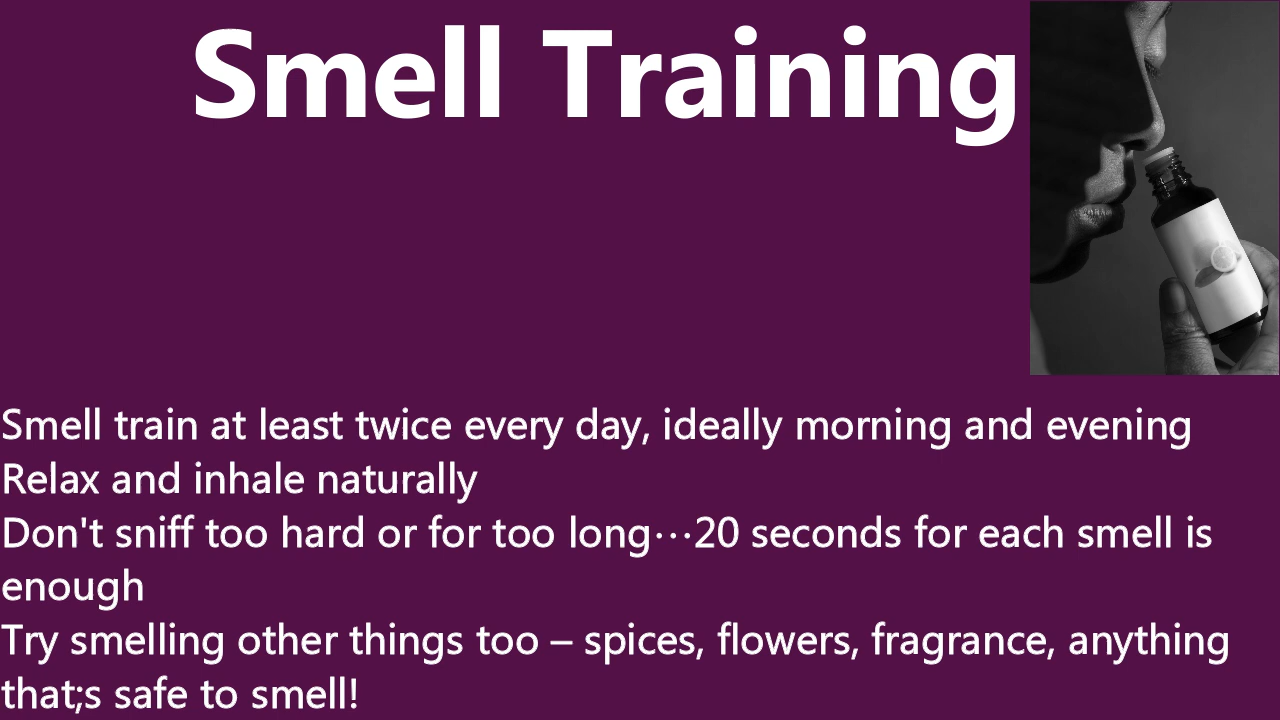 Smell Training
Smell train at least twice every day, ideally morning and evening
Relax and inhale naturally
Don't sniff too hard or for too long⋯20 seconds for each smell is
enough
Try smelling other things too – spices, flowers, fragrance, anything
that;s safe to smell!